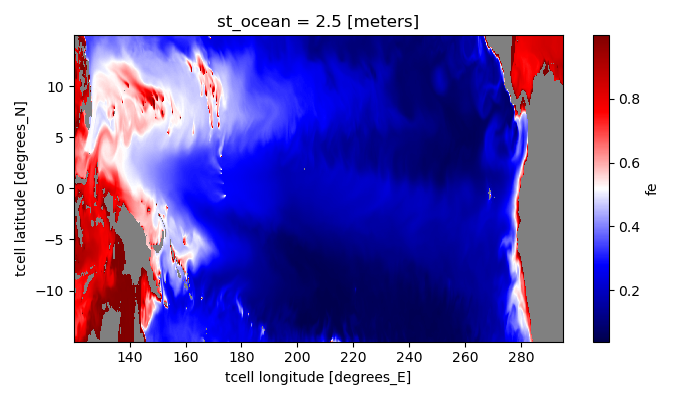 st_ocean = 2.5 [meters]
10
5
0
−5
−10
tcell latitude [degrees_N]
140 160 180 200 220 240 260 280
tcell longitude [degrees_E]
0.8
0.6
0.4
0.2
fe